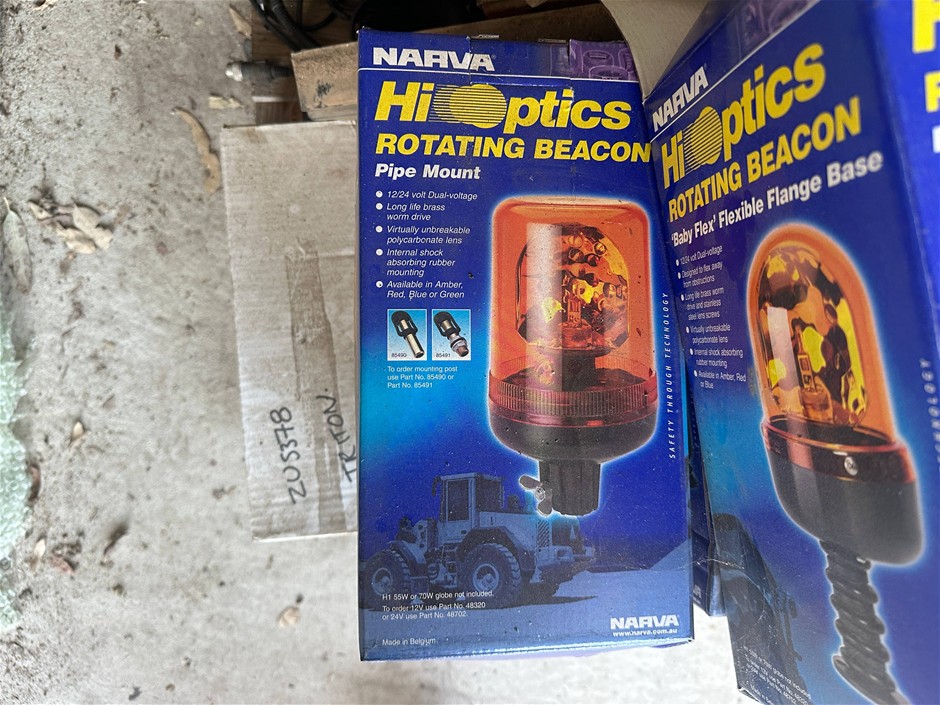 NARVA
Hi Optics
ROTATING BEACON
Pipe Mount
12/24 volt Dual-voltage
Long life brass
worm drive
Virtually unbreakable
polycarbonate lens
Internal shock
absorbing rubber
mounting
Available in Amber,
Red, Blue or Green
85490
85491
To order mounting post
use Part No. 85490 or
Part No. 85491
SAFETY THROUGH TECHNOLOGY
H1 55W or 70W globe not included.
To order 12V use Part No. 48320
or 24V use Part No. 48702.
Made in Belgium
NARVA
www.narva.com.au
NARVA
Hi Optics
ROTATING BEACON
'Baby Flex' Flexible Flange Base
12/24 volt Dual-voltage
Designed to flex away
from obstructions
Long life brass worm
drive and stainless
steel lens screws
Virtually unbreakable
polycarbonate lens
Internal shock absorbing
rubber mounting
Available in Amber, Red
or Blue
TECHNOLOGY
ZUS378
TRITON